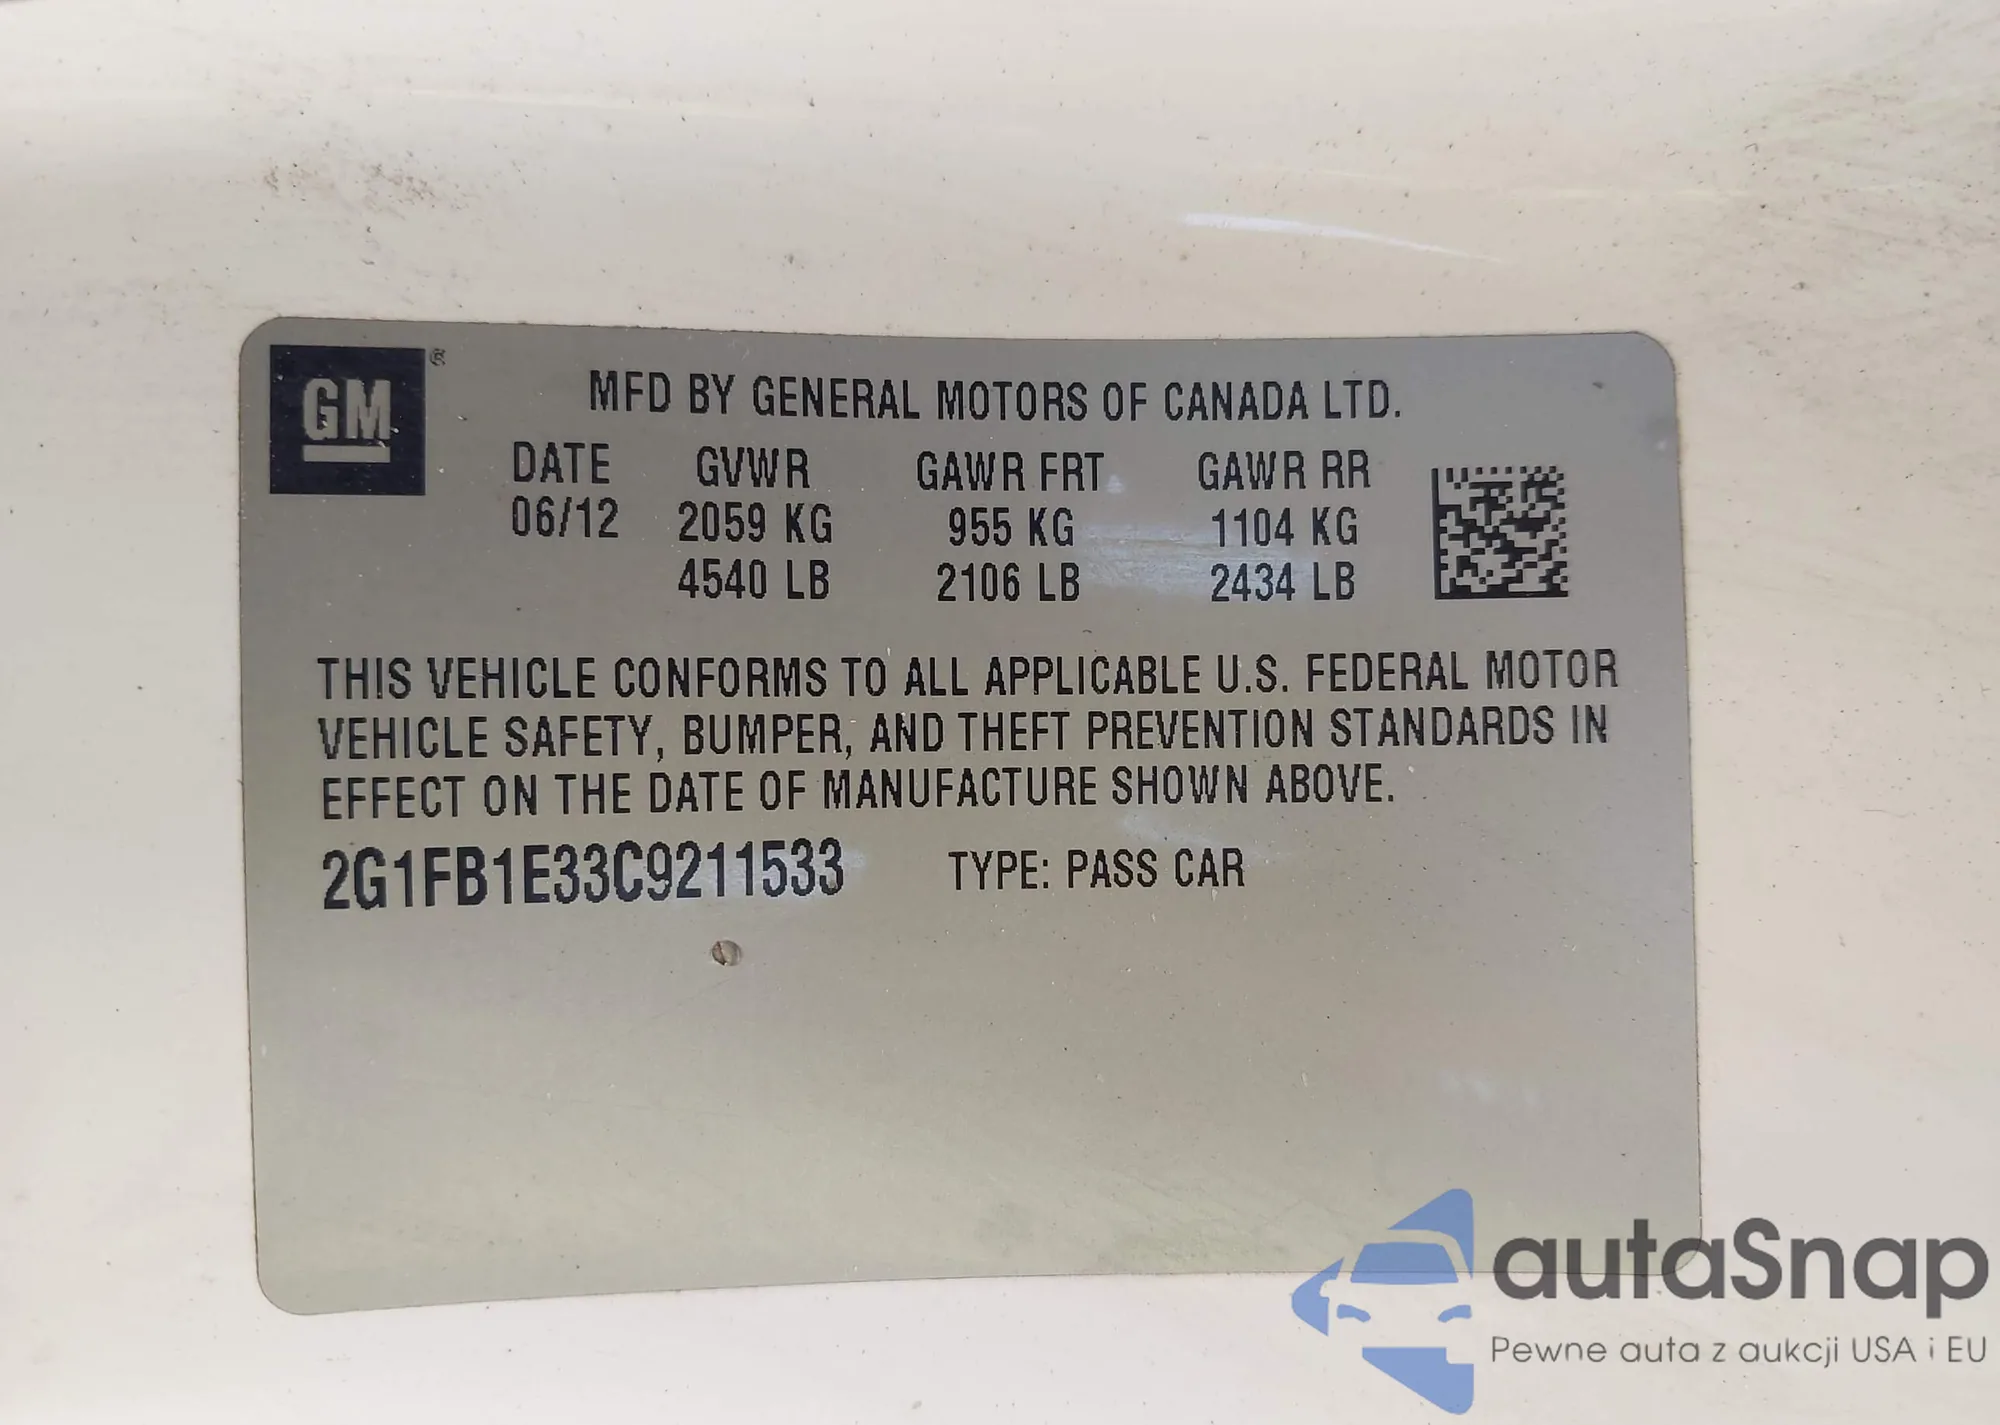 GM ®
MFD BY GENERAL MOTORS OF CANADA LTD.
DATE GVWR GAWR FRT GAWR RR
06/12 2059 KG 955 KG 1104 KG
4540 LB 2106 LB 2434 LB
THIS VEHICLE CONFORMS TO ALL APPLICABLE U.S. FEDERAL MOTOR
VEHICLE SAFETY, BUMPER, AND THEFT PREVENTION STANDARDS IN
EFFECT ON THE DATE OF MANUFACTURE SHOWN ABOVE.
2G1FB1E33C9211533 TYPE: PASS CAR
autaSnap
Pewne auta z aukcji USA i EU